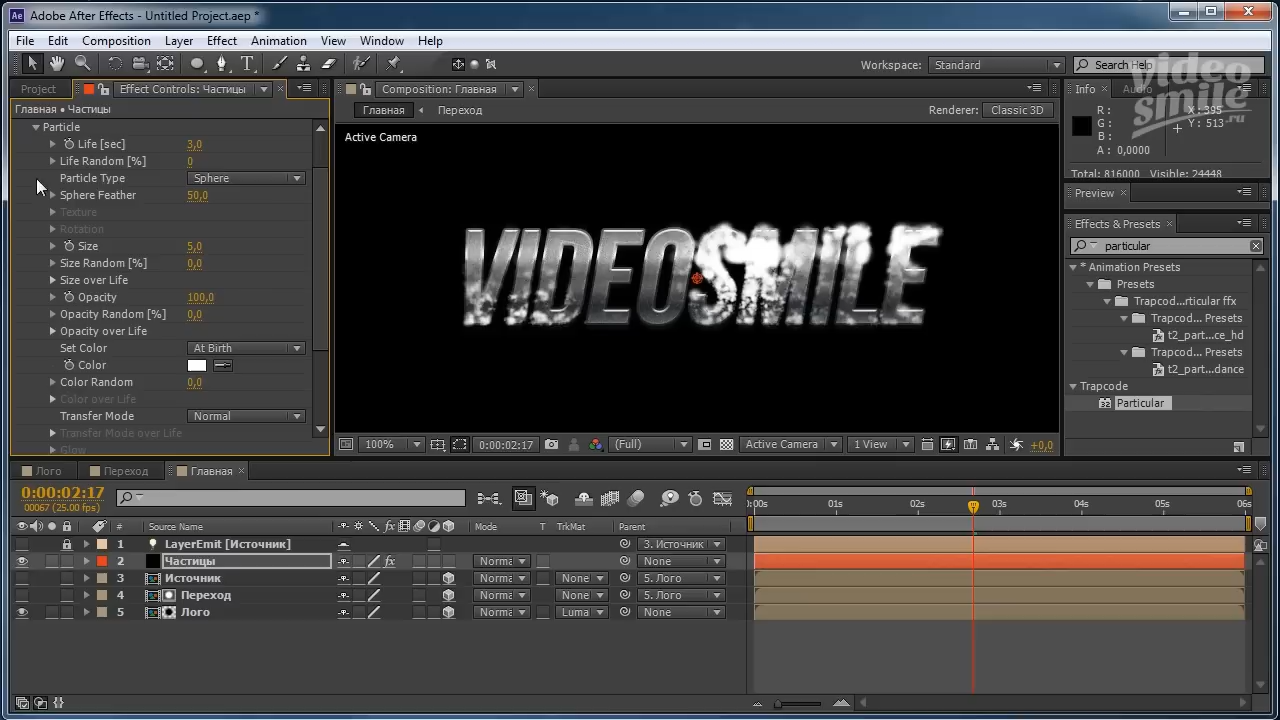 Adobe After Effects - Untitled Project.aep *
File Edit Composition Layer Effect Animation View Window Help
Workspace: Standard Search Help
Project Effect Controls: Частицы
Главная • Частицы
Particle
Life [sec] 3,0
Life Random [%] 0
Particle Type Sphere
Sphere Feather 50,0
Texture
Rotation
Size 5,0
Size Random [%] 0,0
Size over Life
Opacity 100,0
Opacity Random [%] 0,0
Opacity over Life
Set Color At Birth
Color
Color Random 0,0
Color over Life
Transfer Mode Normal
Transfer Mode over Life
Glow
Composition: Главная
Главная Переход
Renderer: Classic 3D
Active Camera
VIDEOSMILE
100% 0:00:02:17 (Full) Active Camera 1 View +0,0
video smile .ru
Info Audio
R: X: 395
G: Y: 513
B:
A: 0,0000
Total: 816000 Visible: 24448
Preview
Effects & Presets
particular
* Animation Presets
Presets
Trapcod...rticular ffx
Trapcod... Presets
t2_part...ce_hd
Trapcod... Presets
t2_part...dance
Trapcode
Particular
Лого Переход Главная
0:00:02:17
00067 (25.00 fps)
:00s 01s 02s 03s 04s 05s 06s
# Source Name fx Mode T TrkMat Parent
1 LayerEmit [Источник] 3. Источник
2 Частицы fx Norma None
3 Источник Norma None 5. Лого
4 Переход Norma None 5. Лого
5 Лого Norma Luma None